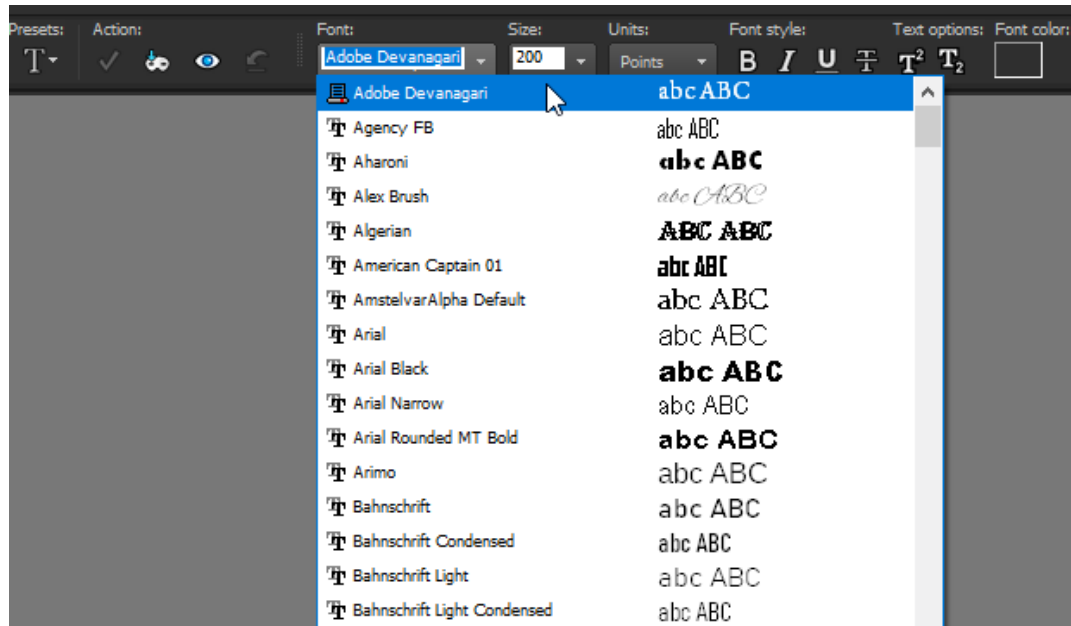 Presets: Action: Font: Size: Units: Font style: Text options: Font color:
T Adobe Devanagari 200 Points B I U T T² T₂
Adobe Devanagari abc ABC
Agency FB abc ABC
Aharoni abc ABC
Alex Brush abc ABC
Algerian ABC ABC
American Captain 01 abc ABC
AmstelvarAlpha Default abc ABC
Arial abc ABC
Arial Black abc ABC
Arial Narrow abc ABC
Arial Rounded MT Bold abc ABC
Arimo abc ABC
Bahnschrift abc ABC
Bahnschrift Condensed abc ABC
Bahnschrift Light abc ABC
Bahnschrift Light Condensed abc ABC